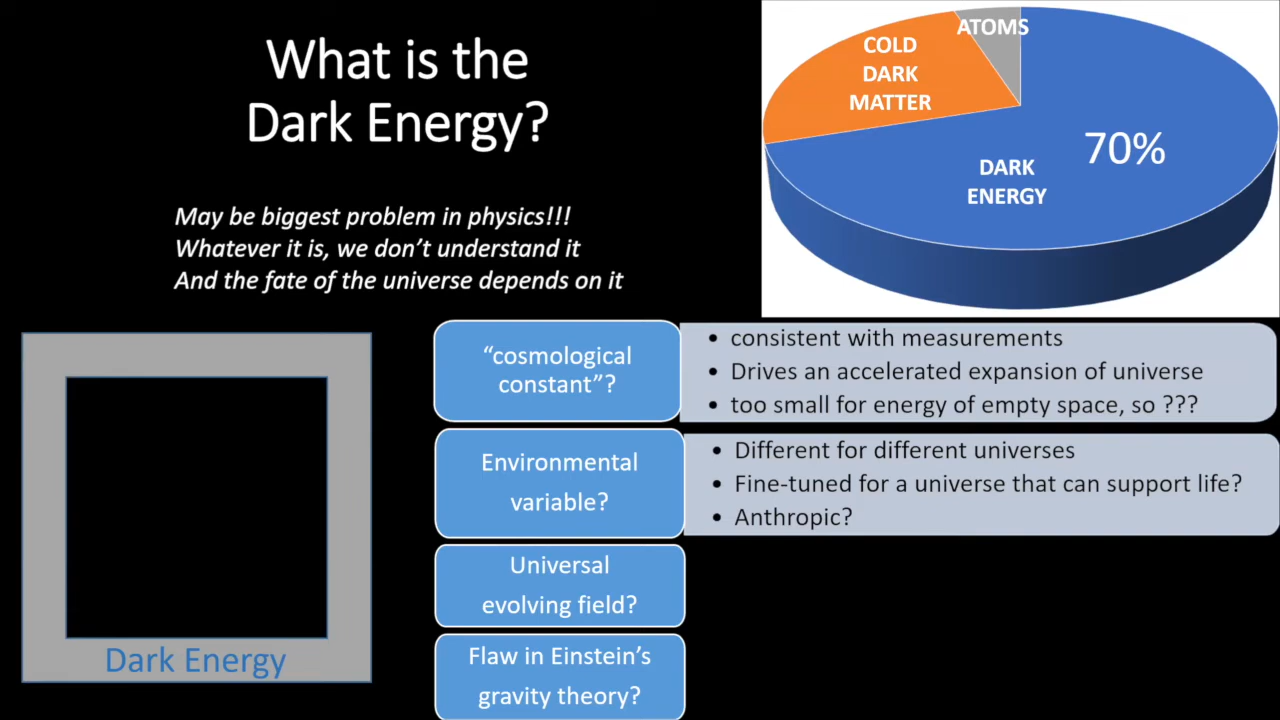 What is the
Dark Energy?
May be biggest problem in physics!!!
Whatever it is, we don’t understand it
And the fate of the universe depends on it
ATOMS
COLD
DARK
MATTER
70%
DARK
ENERGY
“cosmological
constant”?
• consistent with measurements
• Drives an accelerated expansion of universe
• too small for energy of empty space, so ???
Environmental
variable?
• Different for different universes
• Fine-tuned for a universe that can support life?
• Anthropic?
Universal
evolving field?
Flaw in Einstein’s
gravity theory?
Dark Energy